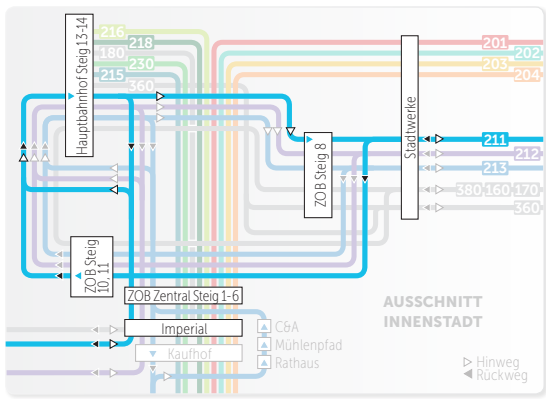 Hauptbahnhof Steig 13-14
216
218
180
230
215
360
Stadtwerke
201
202
203
204
ZOB Steig 8
211
212
213
380·160·170
360
ZOB Steig
10, 11
ZOB Zentral Steig 1-6
Imperial
Kaufhof
C&A
Mühlenpfad
Rathaus
AUSSCHNITT
INNENSTADT
Hinweg
Rückweg